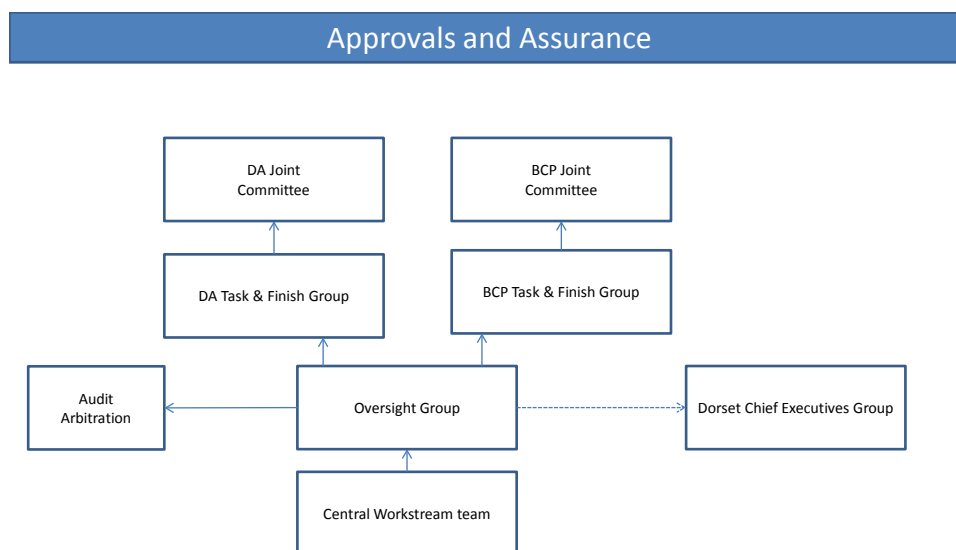 Approvals and Assurance
DA Joint
Committee
BCP Joint
Committee
DA Task & Finish Group
BCP Task & Finish Group
Audit
Arbitration
Oversight Group
Dorset Chief Executives Group
Central Workstream team